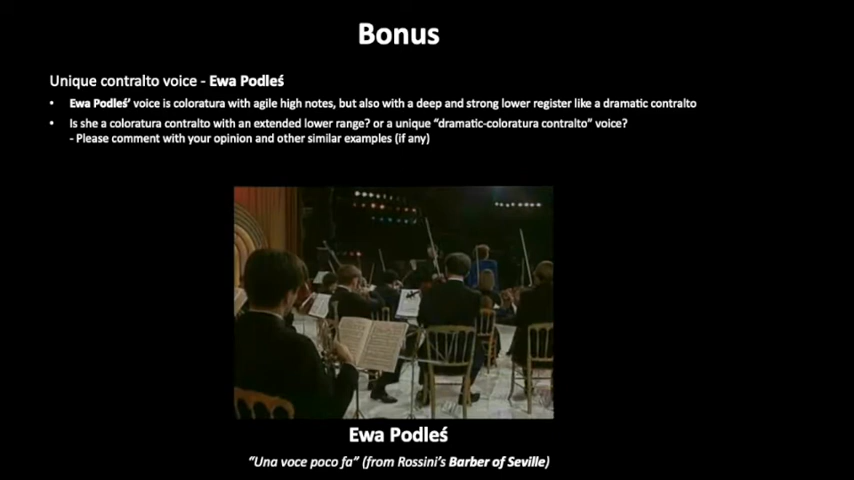 Bonus
Unique contralto voice - Ewa Podleś
• Ewa Podleś' voice is coloratura with agile high notes, but also with a deep and strong lower register like a dramatic contralto
• Is she a coloratura contralto with an extended lower range? or a unique “dramatic-coloratura contralto” voice?
- Please comment with your opinion and other similar examples (if any)
Ewa Podleś
“Una voce poco fa” (from Rossini’s Barber of Seville)